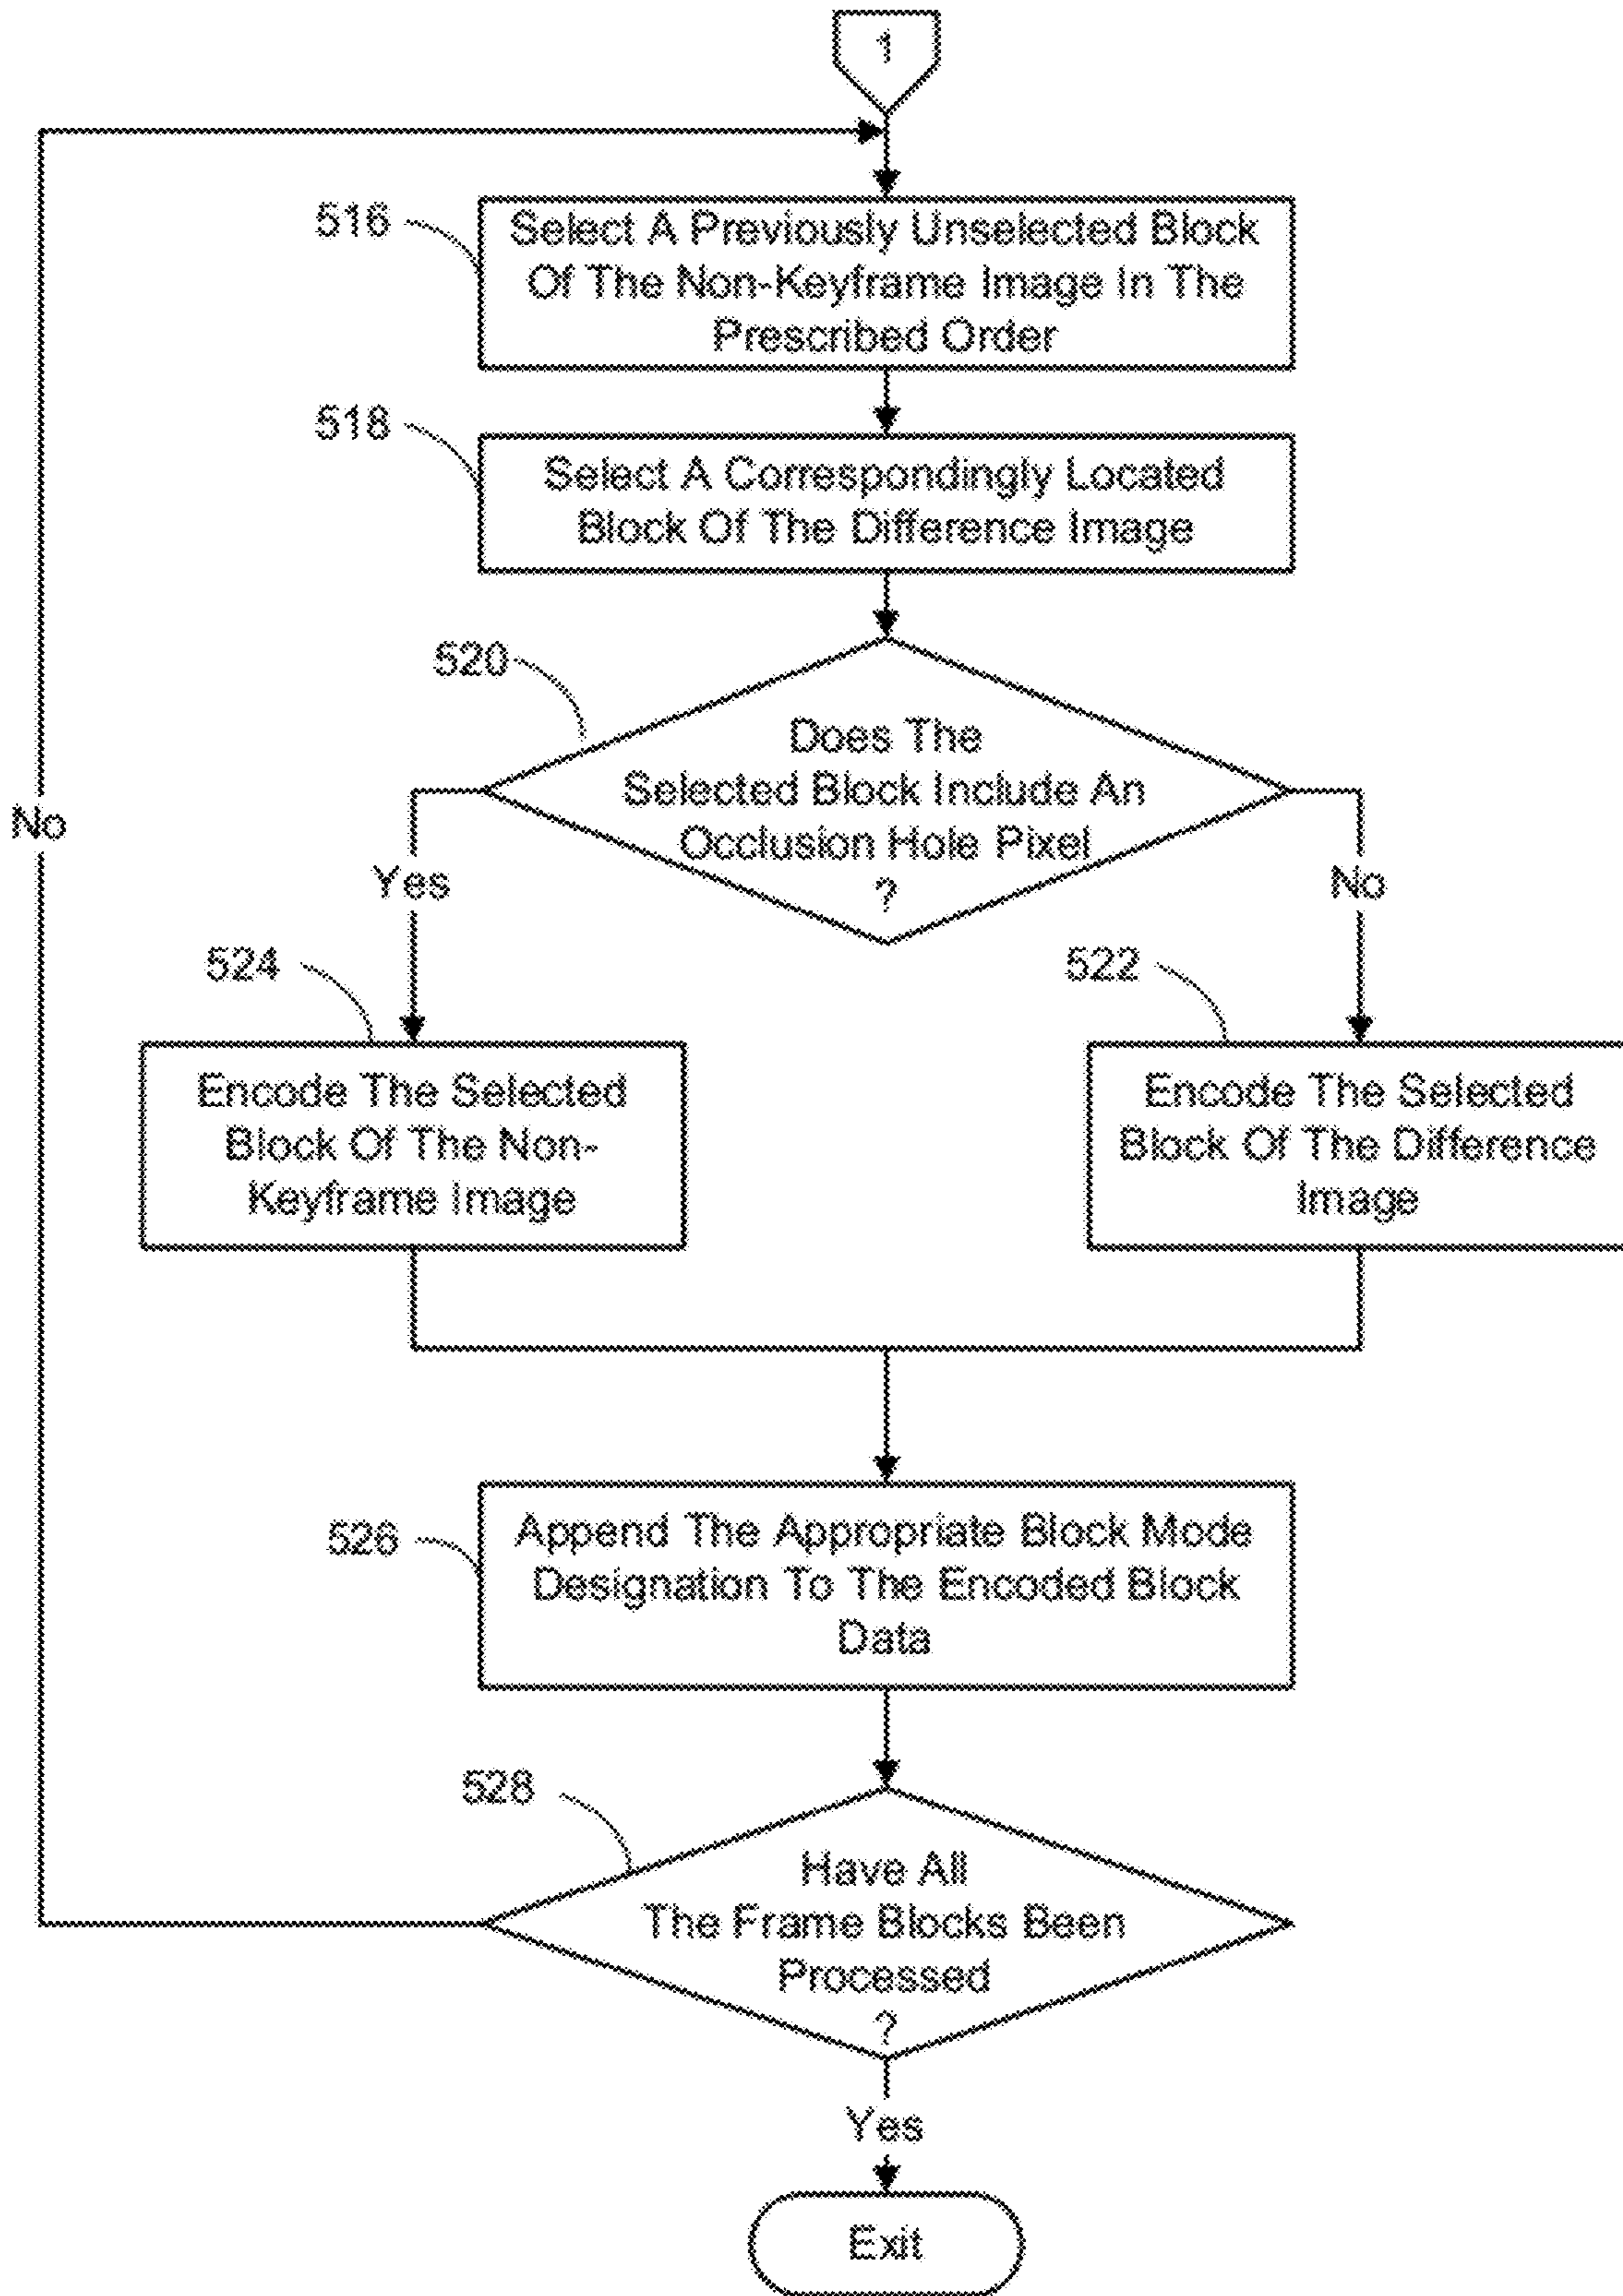 1
516
Select A Previously Unselected Block
Of The Non-Keyframe Image In The
Prescribed Order
518
Select A Correspondingly Located
Block Of The Difference Image
520
Does The
Selected Block Include An
Occlusion Hole Pixel
?
No
Yes
No
524
522
Encode The Selected
Block Of The Non-
Keyframe Image
Encode The Selected
Block Of The Difference
Image
526
Append The Appropriate Block Mode
Designation To The Encoded Block
Data
528
Have All
The Frame Blocks Been
Processed
?
Yes
Exit